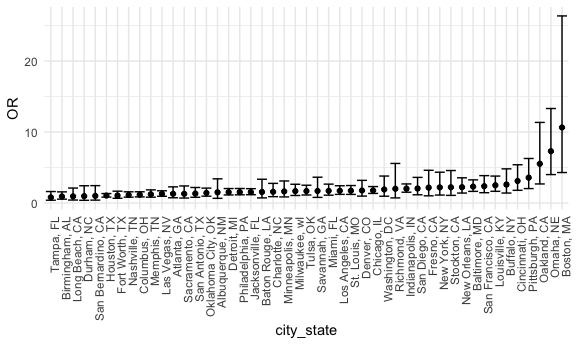 OR
20
10
0
Tampa, FL
Birmingham, AL
Long Beach, CA
Durham, NC
San Bernardino, CA
Houston, TX
Fort Worth, TX
Nashville, TN
Columbus, OH
Memphis, TN
Las Vegas, NV
Atlanta, GA
Sacramento, CA
San Antonio, TX
Oklahoma City, OK
Albuquerque, NM
Detroit, MI
Philadelphia, PA
Jacksonville, FL
Baton Rouge, LA
Charlotte, NC
Minneapolis, MN
Milwaukee, wI
Tulsa, OK
Savannah, GA
Miami, FL
Los Angeles, CA
St. Louis, MO
Denver, CO
Chicago, IL
Washington, DC
Richmond, VA
Indianapolis, IN
San Diego, CA
Fresno, CA
New York, NY
Stockton, CA
New Orleans, LA
Baltimore, MD
San Francisco, CA
Louisville, KY
Buffalo, NY
Cincinnati, OH
Pittsburgh, PA
Oakland, CA
Omaha, NE
Boston, MA
city_state